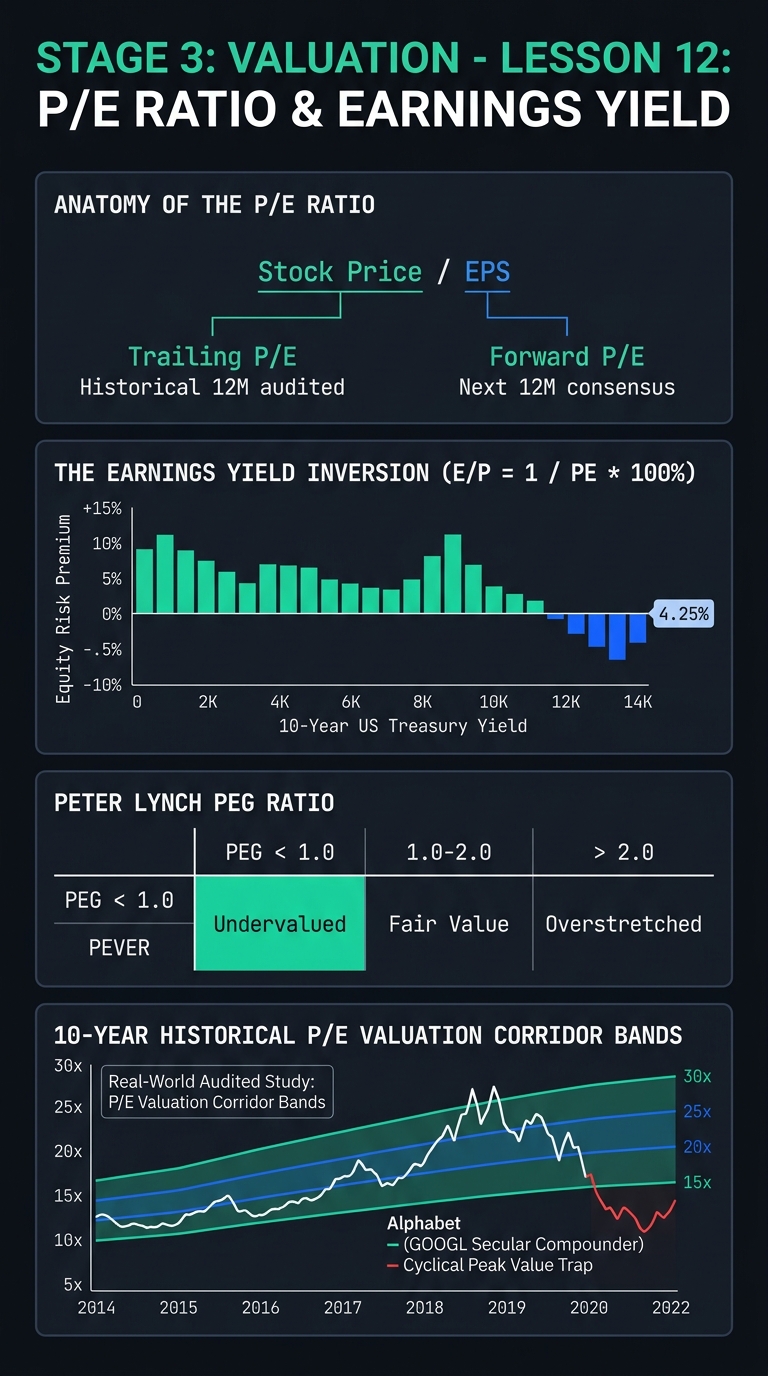 STAGE 3: VALUATION - LESSON 12:
P/E RATIO & EARNINGS YIELD
ANATOMY OF THE P/E RATIO
Stock Price / EPS
Trailing P/E
Historical 12M audited
Forward P/E
Next 12M consensus
THE EARNINGS YIELD INVERSION (E/P = 1 / PE * 100%)
Equity Risk Premium
+15%
10%
5%
0%
-.5%
-10%
4.25%
0 2K 4K 6K 8K 10K 12K 14K
10-Year US Treasury Yield
PETER LYNCH PEG RATIO
PEG < 1.0 1.0-2.0 > 2.0
PEG < 1.0
PEVER
Undervalued Fair Value Overstretched
10-YEAR HISTORICAL P/E VALUATION CORRIDOR BANDS
30x
25x
20x
15x
10x
5x
Real-World Audited Study:
P/E Valuation Corridor Bands
30x
25x
20x
15x
Alphabet
(GOOGL Secular Compounder)
Cyclical Peak Value Trap
2014 2015 2016 2017 2018 2019 2020 2022